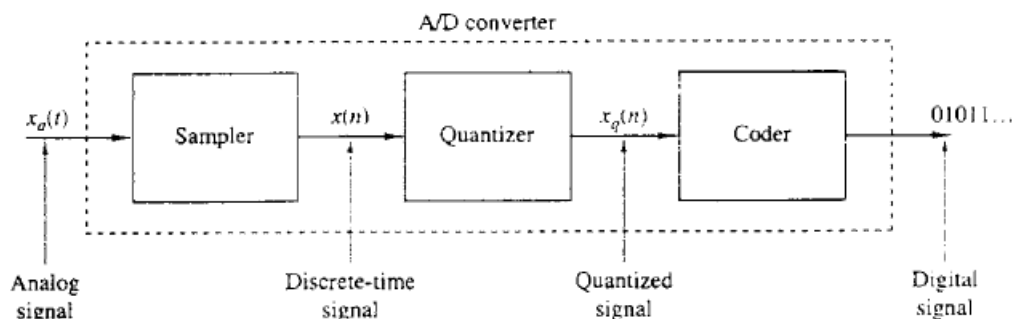 A/D converter
x_a(t)
x(n)
x_q(n)
01011...
Sampler
Quantizer
Coder
Analog signal
Discrete-time signal
Quantized signal
Digital signal